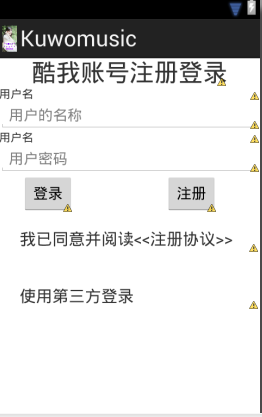 Kuwomusic
酷我账号注册登录
用户名
用户的名称
用户名
用户密码
登录 注册
我已同意并阅读<<注册协议>>
使用第三方登录